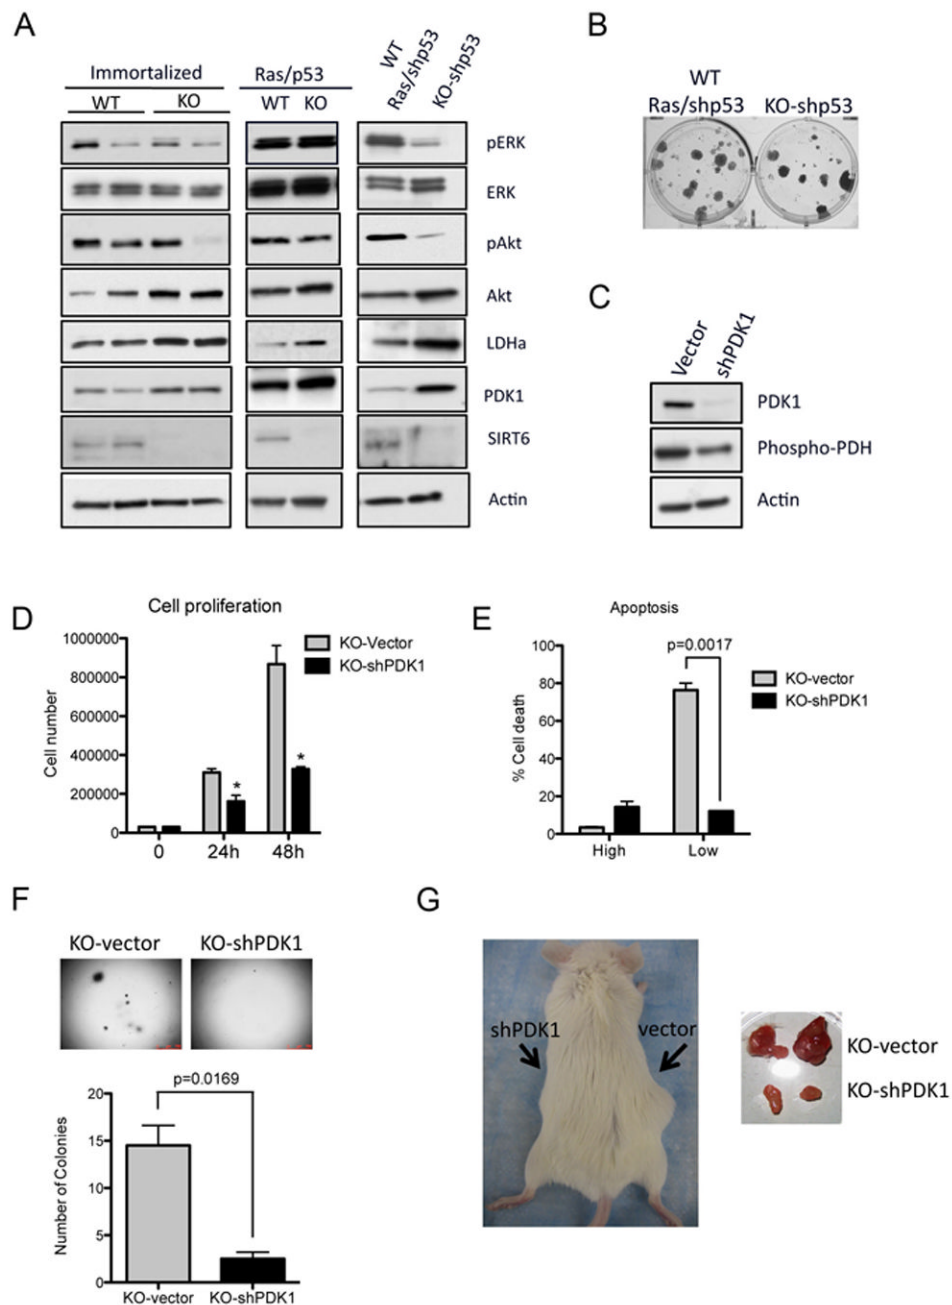 A
Immortalized
WT KO
Ras/p53
WT KO
WT
Ras/shp53
KO-shp53
pERK
ERK
pAkt
Akt
LDHa
PDK1
SIRT6
Actin
B
WT
Ras/shp53 KO-shp53
C
Vector
shPDK1
PDK1
Phospho-PDH
Actin
D
Cell proliferation
KO-Vector
KO-shPDK1
Cell number
1000000
800000
600000
400000
200000
0
* *
0 24h 48h
E
Apoptosis
p=0.0017
KO-vector
KO-shPDK1
% Cell death
100
80
60
40
20
0
High Low
F
KO-vector KO-shPDK1
p=0.0169
Number of Colonies
20
15
10
5
0
KO-vector KO-shPDK1
G
shPDK1 vector
KO-vector
KO-shPDK1